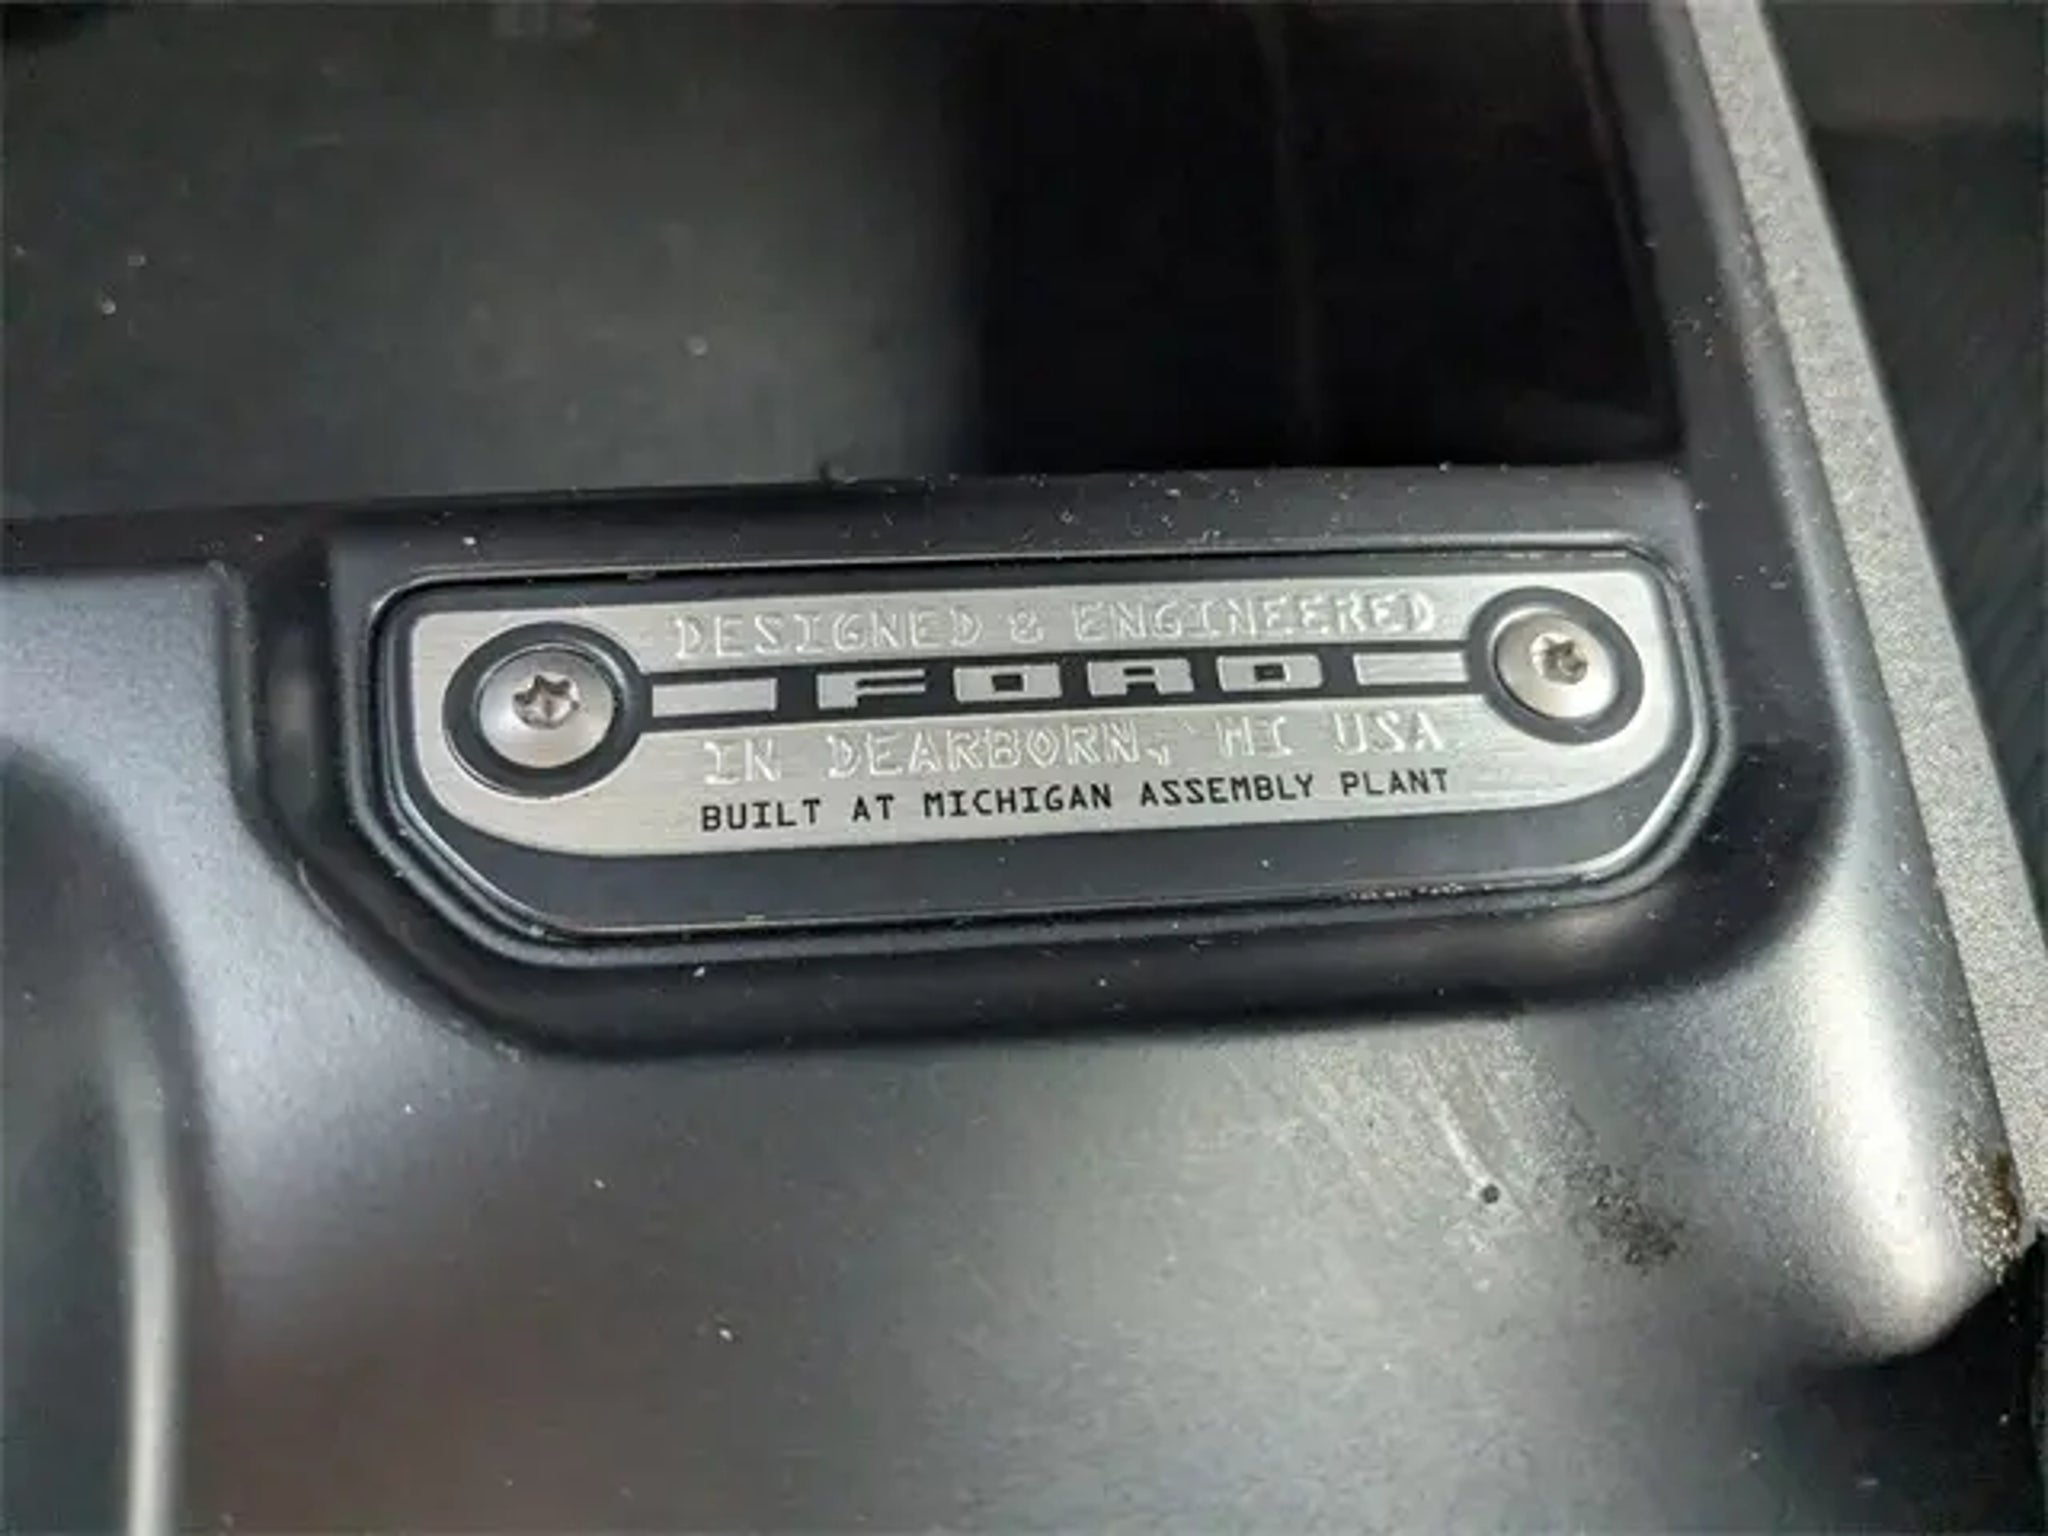 DESIGNED & ENGINEERED
FORD
IN DEARBORN, MI USA
BUILT AT MICHIGAN ASSEMBLY PLANT